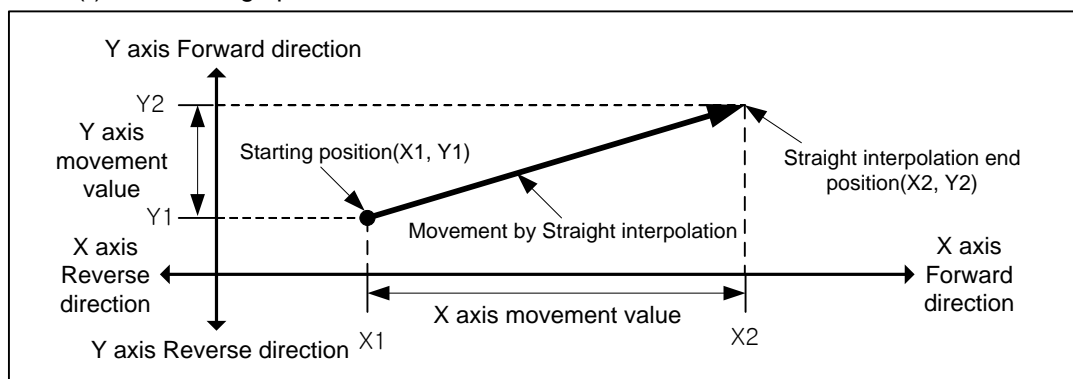 Y axis Forward direction
Y2
Y axis
movement
value
Starting position(X1, Y1)
Straight interpolation end
position(X2, Y2)
Y1
Movement by Straight interpolation
X axis
Reverse
direction
X axis
Forward
direction
X axis movement value
Y axis Reverse direction
X1
X2